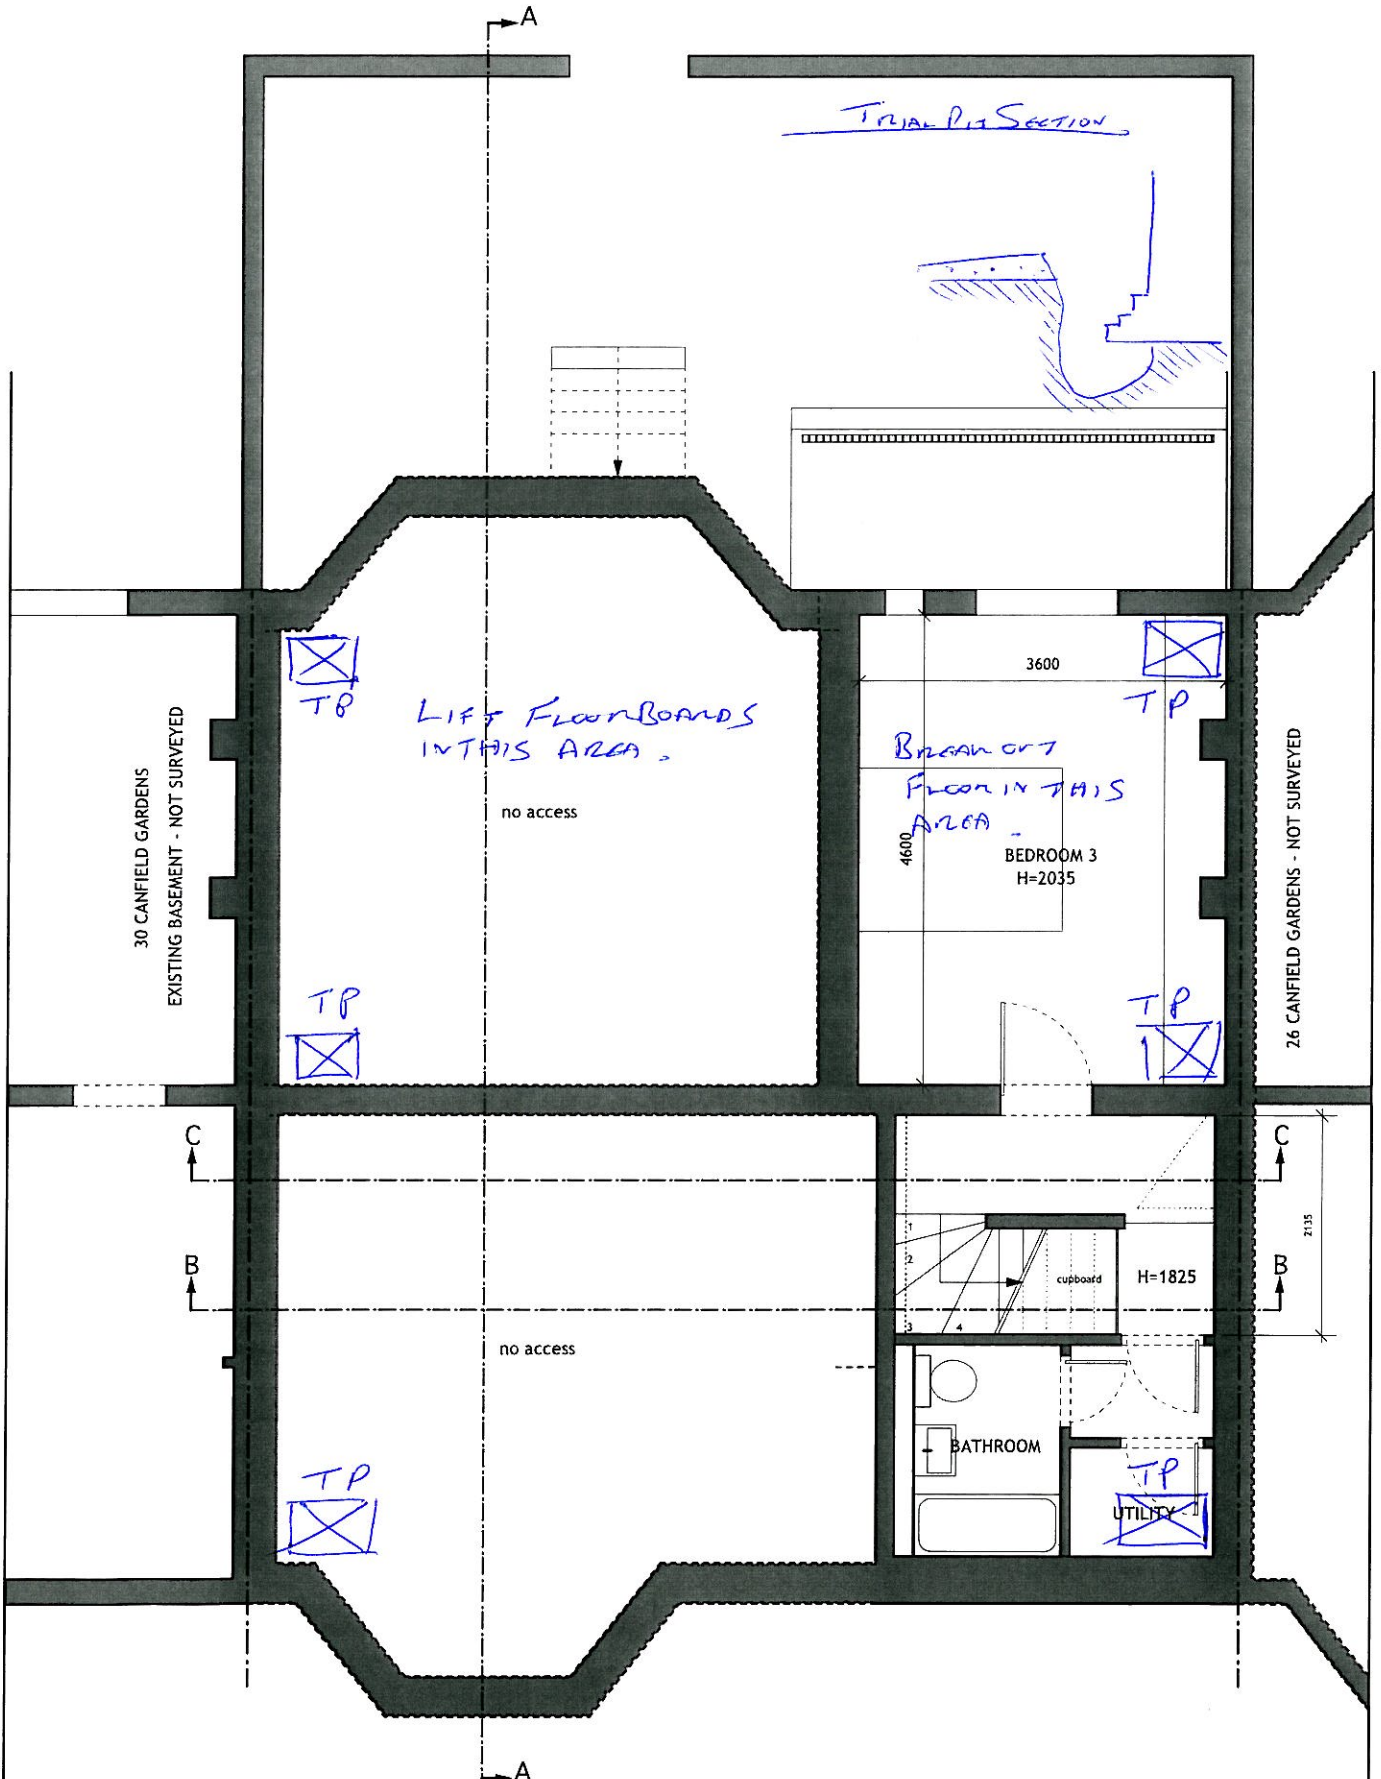 A
TRIAL PIT SECTION
3600
TP
TP
LIFT FLOORBOARDS
IN THIS AREA.
BREAK OUT
FLOOR IN THIS
AREA.
no access
4600
BEDROOM 3
H=2035
30 CANFIELD GARDENS
EXISTING BASEMENT - NOT SURVEYED
26 CANFIELD GARDENS - NOT SURVEYED
TP
TP
C
C
2135
1
2
3
4
cupboard
H=1825
B
B
no access
BATHROOM
TP
TP
UTILITY
A